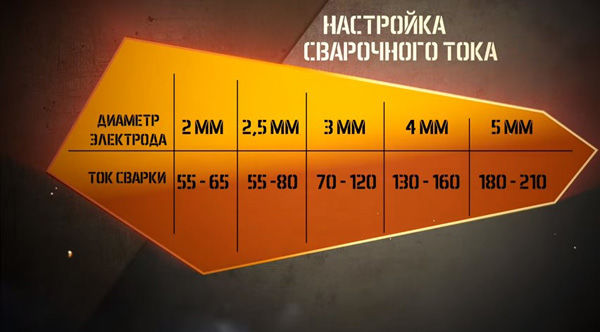 НАСТРОЙКА
СВАРОЧНОГО ТОКА
ДИАМЕТР
ЭЛЕКТРОДА
2 ММ
2,5 ММ
3 ММ
4 ММ
5 ММ
ТОК СВАРКИ
55 - 65
55 -80
70 - 120
130 - 160
180 - 210